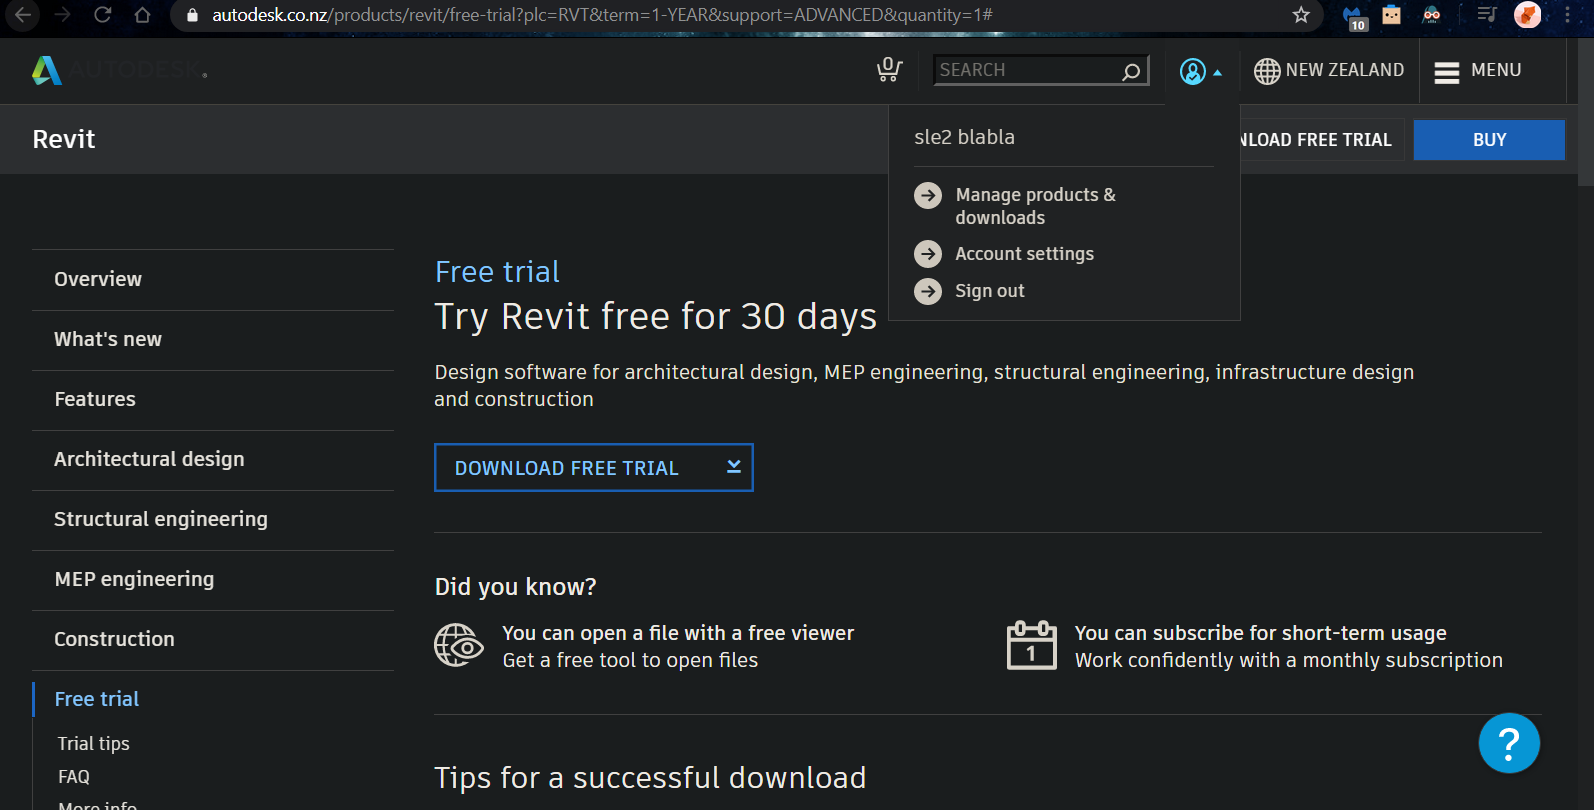 autodesk.co.nz/products/revit/free-trial?plc=RVT&term=1-YEAR&support=ADVANCED&quantity=1#
10
AUTODESK.
0
SEARCH
NEW ZEALAND
MENU
Revit
sle2 blabla
NLOAD FREE TRIAL
BUY
Manage products &
downloads
Account settings
Sign out
Overview
What's new
Features
Architectural design
Structural engineering
MEP engineering
Construction
Free trial
Trial tips
FAQ
More info
Free trial
Try Revit free for 30 days
Design software for architectural design, MEP engineering, structural engineering, infrastructure design
and construction
DOWNLOAD FREE TRIAL
Did you know?
You can open a file with a free viewer
Get a free tool to open files
1
You can subscribe for short-term usage
Work confidently with a monthly subscription
Tips for a successful download
?